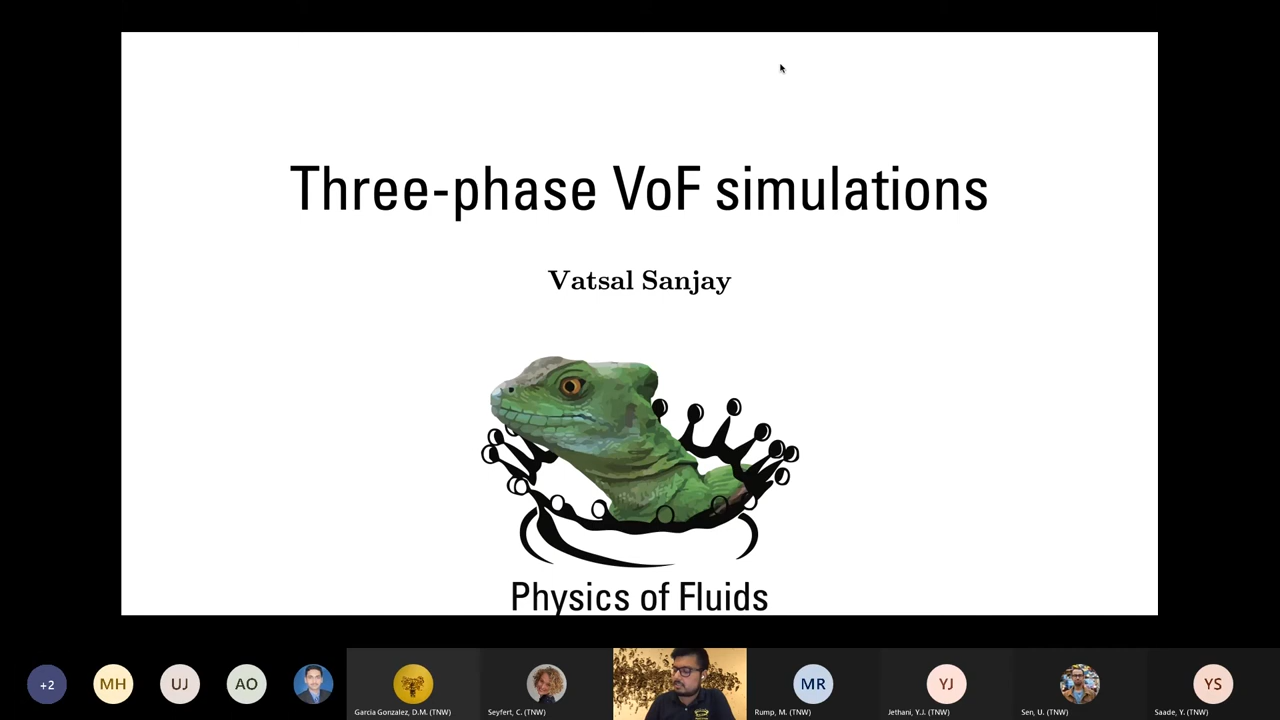 Three-phase VoF simulations
Vatsal Sanjay
Physics of Fluids
+2
MH
UJ
AO
Garcia Gonzalez, D.M. (TNW)
Seyfert, C. (TNW)
MR
Rump, M. (TNW)
YJ
Jethani, Y.J. (TNW)
Sen, U. (TNW)
YS
Saade, Y. (TNW)